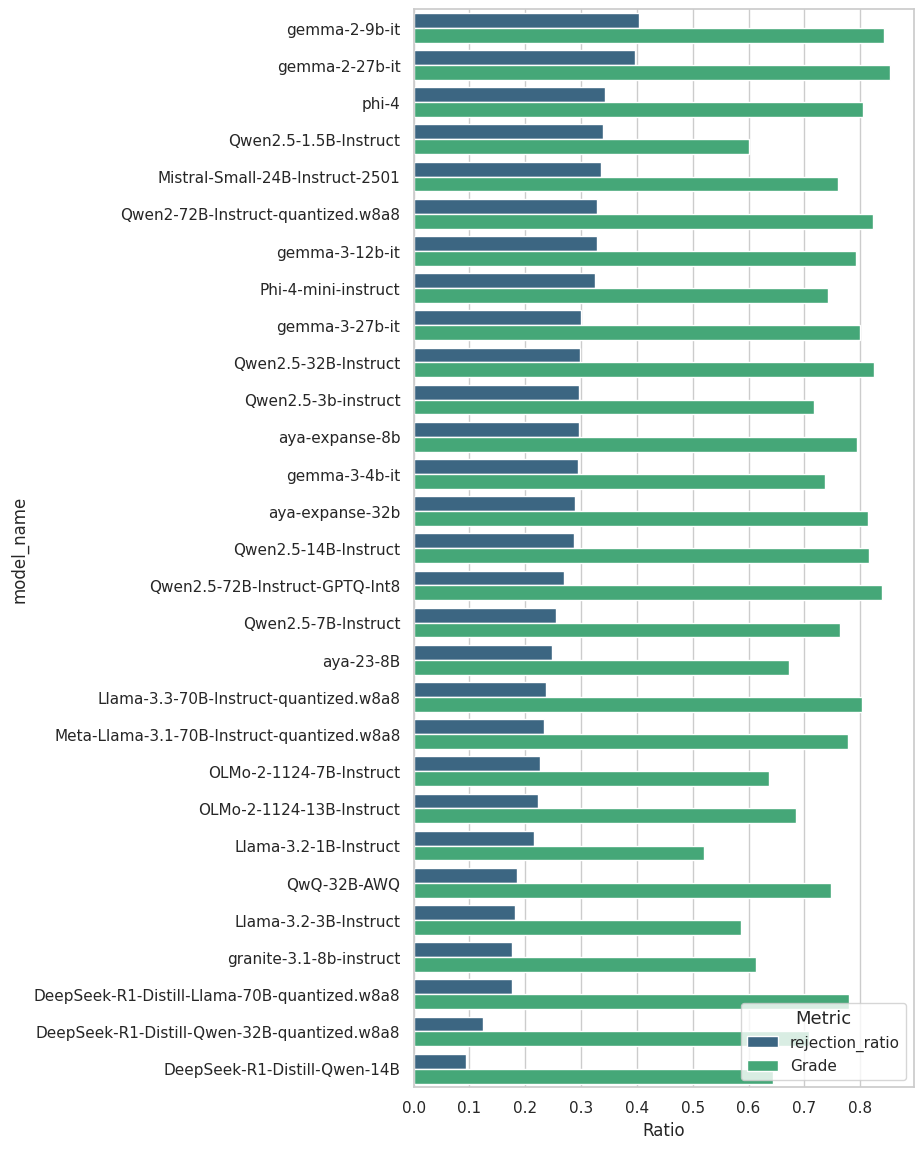 model_name
gemma-2-9b-it
gemma-2-27b-it
phi-4
Qwen2.5-1.5B-Instruct
Mistral-Small-24B-Instruct-2501
Qwen2-72B-Instruct-quantized.w8a8
gemma-3-12b-it
Phi-4-mini-instruct
gemma-3-27b-it
Qwen2.5-32B-Instruct
Qwen2.5-3b-instruct
aya-expanse-8b
gemma-3-4b-it
aya-expanse-32b
Qwen2.5-14B-Instruct
Qwen2.5-72B-Instruct-GPTQ-Int8
Qwen2.5-7B-Instruct
aya-23-8B
Llama-3.3-70B-Instruct-quantized.w8a8
Meta-Llama-3.1-70B-Instruct-quantized.w8a8
OLMo-2-1124-7B-Instruct
OLMo-2-1124-13B-Instruct
Llama-3.2-1B-Instruct
QwQ-32B-AWQ
Llama-3.2-3B-Instruct
granite-3.1-8b-instruct
DeepSeek-R1-Distill-Llama-70B-quantized.w8a8
DeepSeek-R1-Distill-Qwen-32B-quantized.w8a8
DeepSeek-R1-Distill-Qwen-14B
Metric
rejection_ratio
Grade
0.0 0.1 0.2 0.3 0.4 0.5 0.6 0.7 0.8
Ratio